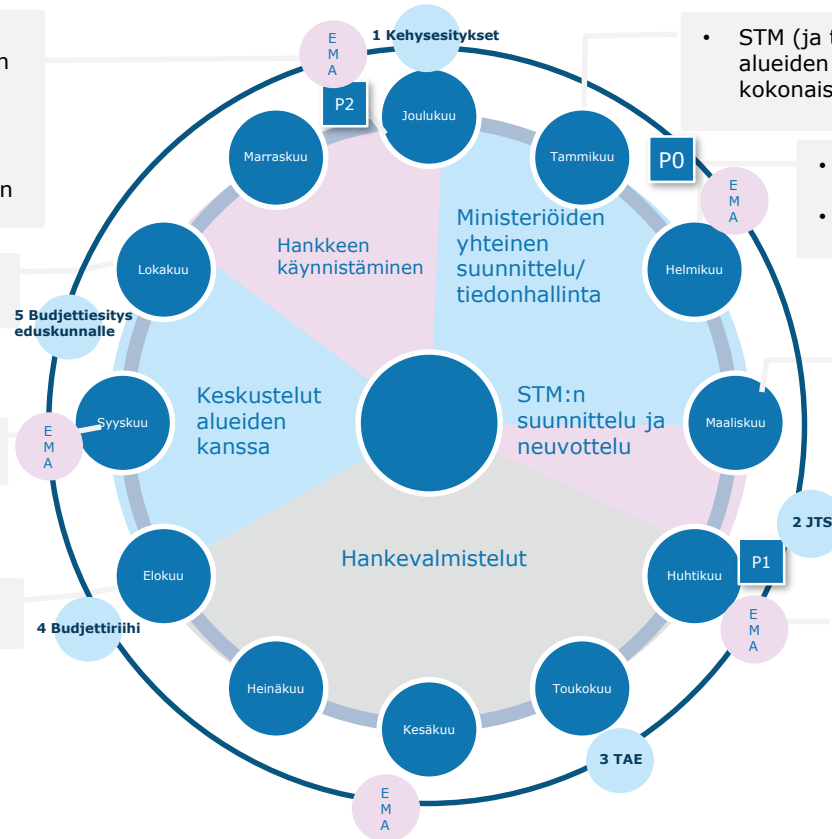 n
n
E
M
A
1 Kehysesitykset
P2
Joulukuu
Marraskuu
Tammikuu
• STM (ja t
alueiden
kokonais
P0
•
•
E
M
A
Hankkeen
käynnistäminen
Ministeriöiden
yhteinen
suunnittelu/
tiedonhallinta
Lokakuu
Helmikuu
5 Budjettiesitys
eduskunnalle
Keskustelut
alueiden
kanssa
STM:n
suunnittelu ja
neuvottelu
Syyskuu
Maaliskuu
E
M
A
2 JTS
Hankevalmistelut
P1
Elokuu
Huhtikuu
E
M
A
4 Budjettiriihi
Heinäkuu
Toukokuu
Kesäkuu
3 TAE
E
M
A